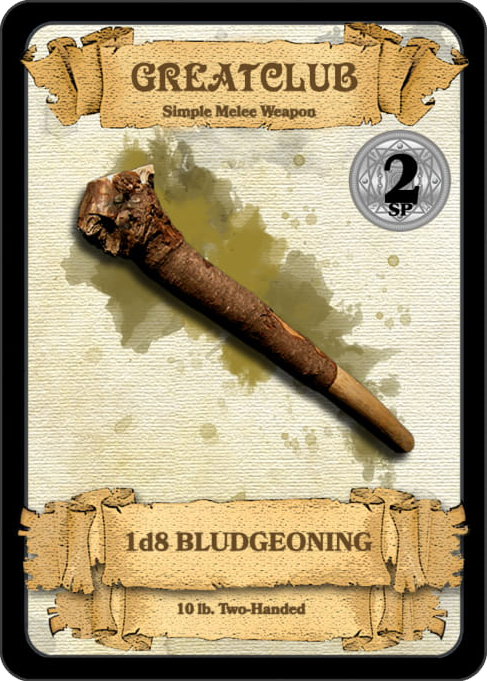 GREATCLUB
Simple Melee Weapon
2
SP
1d8 BLUDGEONING
10 lb. Two-Handed